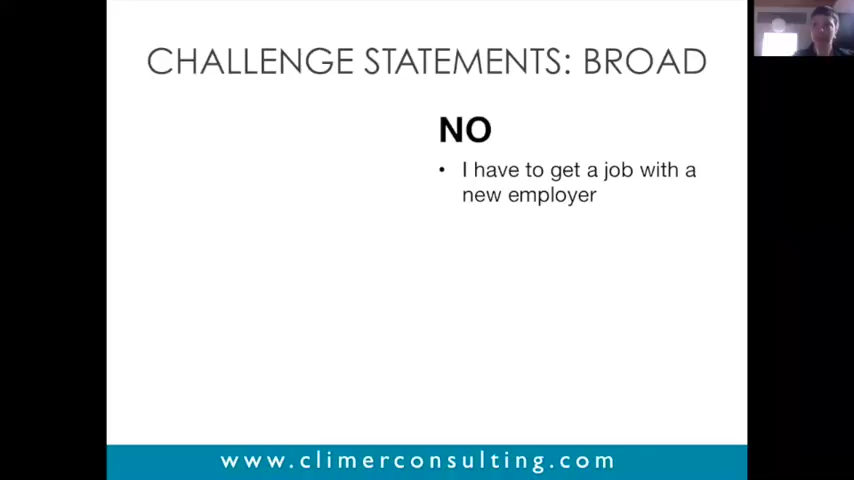 CHALLENGE STATEMENTS: BROAD
NO
• I have to get a job with a
new employer
www.climerconsulting.com